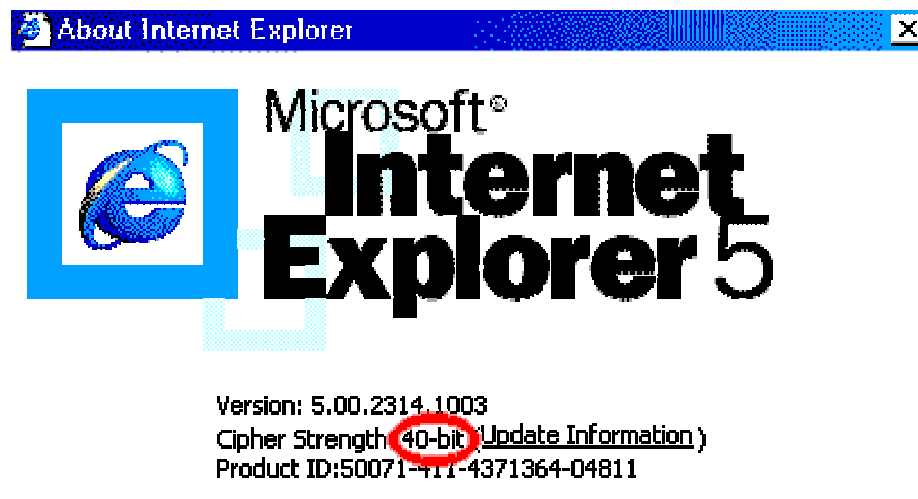 About Internet Explorer
Microsoft®
Internet
Explorer 5
Version: 5.00.2314.1003
Cipher Strength: 40-bit (Update Information)
Product ID:50071-411-4371364-04811